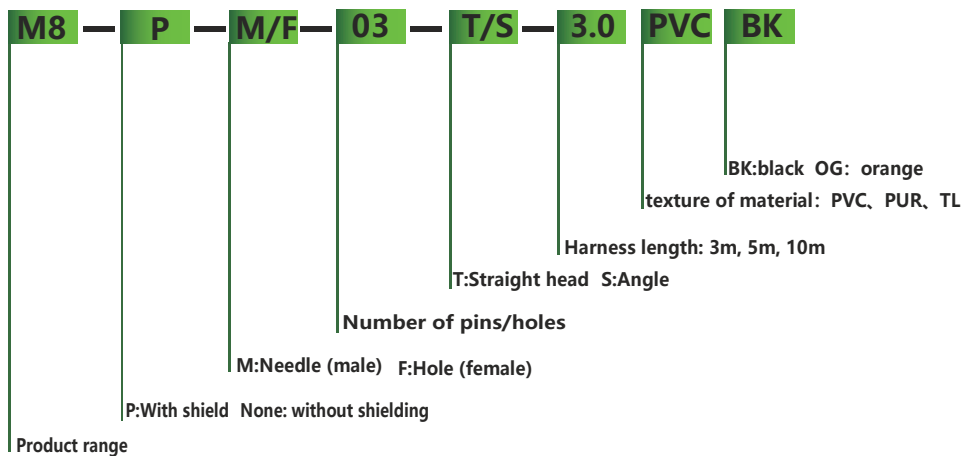 M8 — P — M/F — 03 — T/S — 3.0 PVC BK
BK:black OG: orange
texture of material: PVC、PUR、TL
Harness length: 3m, 5m, 10m
T:Straight head S:Angle
Number of pins/holes
M:Needle (male) F:Hole (female)
P:With shield None: without shielding
Product range